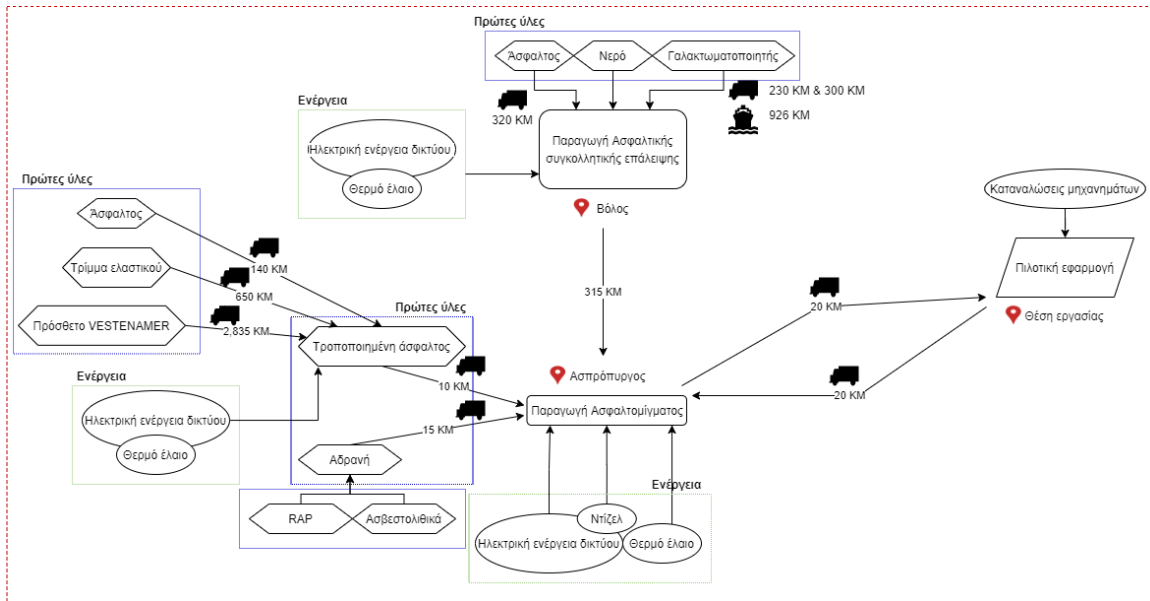 Πρώτες ύλες
Άσφαλτος
Νερό
Γαλακτωματοποιητής
320 KM
230 KM & 300 KM
926 KM
Ενέργεια
Ηλεκτρική ενέργεια δικτύου
Θερμό έλαιο
Παραγωγή Ασφαλτικής
συγκολλητικής επάλειψης
Βόλος
Καταναλώσεις μηχανημάτων
Πρώτες ύλες
Άσφαλτος
Τρίμμα ελαστικού
Πρόσθετο VESTENAMER
140 KM
650 KM
2,835 KM
315 KM
Πιλοτική εφαρμογή
Θέση εργασίας
20 KM
20 KM
Πρώτες ύλες
Τροποποιημένη άσφαλτος
10 KM
Ασπρόπυργος
Παραγωγή Ασφαλτομίγματος
Ενέργεια
Ηλεκτρική ενέργεια δικτύου
Θερμό έλαιο
15 KM
Αδρανή
RAP
Ασβεστολιθικά
Ενέργεια
Ντίζελ
Ηλεκτρική ενέργεια δικτύου
Θερμό έλαιο